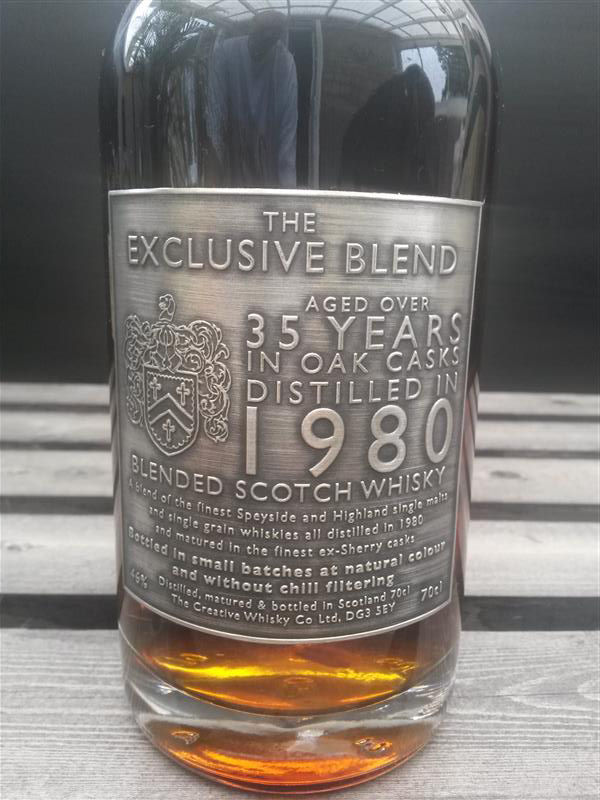 THE
EXCLUSIVE BLEND
AGED OVER
35 YEARS
IN OAK CASKS
DISTILLED IN
1980
BLENDED SCOTCH WHISKY
A blend of the finest Speyside and Highland single malts
and single grain whiskies all distilled in 1980
and matured in the finest ex-Sherry casks
Bottled in small batches at natural colour
and without chill filtering
46% Distilled, matured & bottled in Scotland 70cl 70cl
The Creative Whisky Co Ltd, DG3 5EY